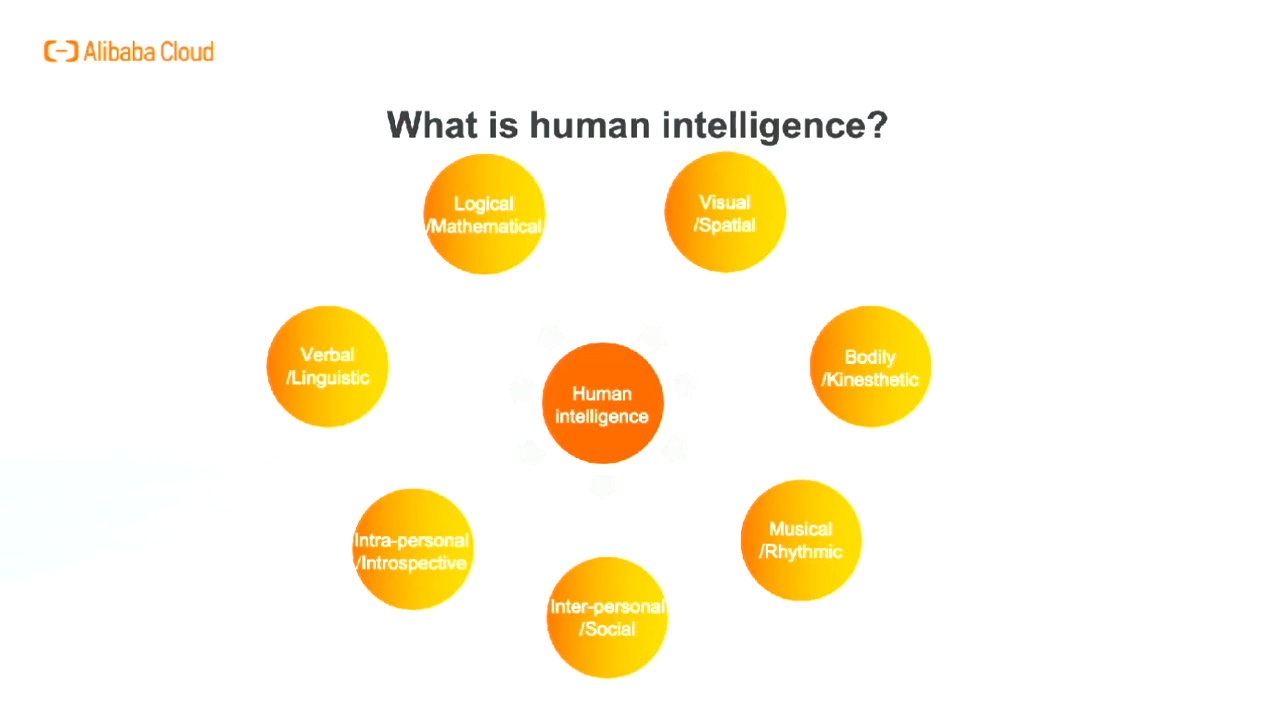 Alibaba Cloud
What is human intelligence?
Logical
/Mathematical
Visual
/Spatial
Verbal
/Linguistic
Human
intelligence
Bodily
/Kinesthetic
Intra-personal
/Introspective
Musical
/Rhythmic
Inter-personal
/Social